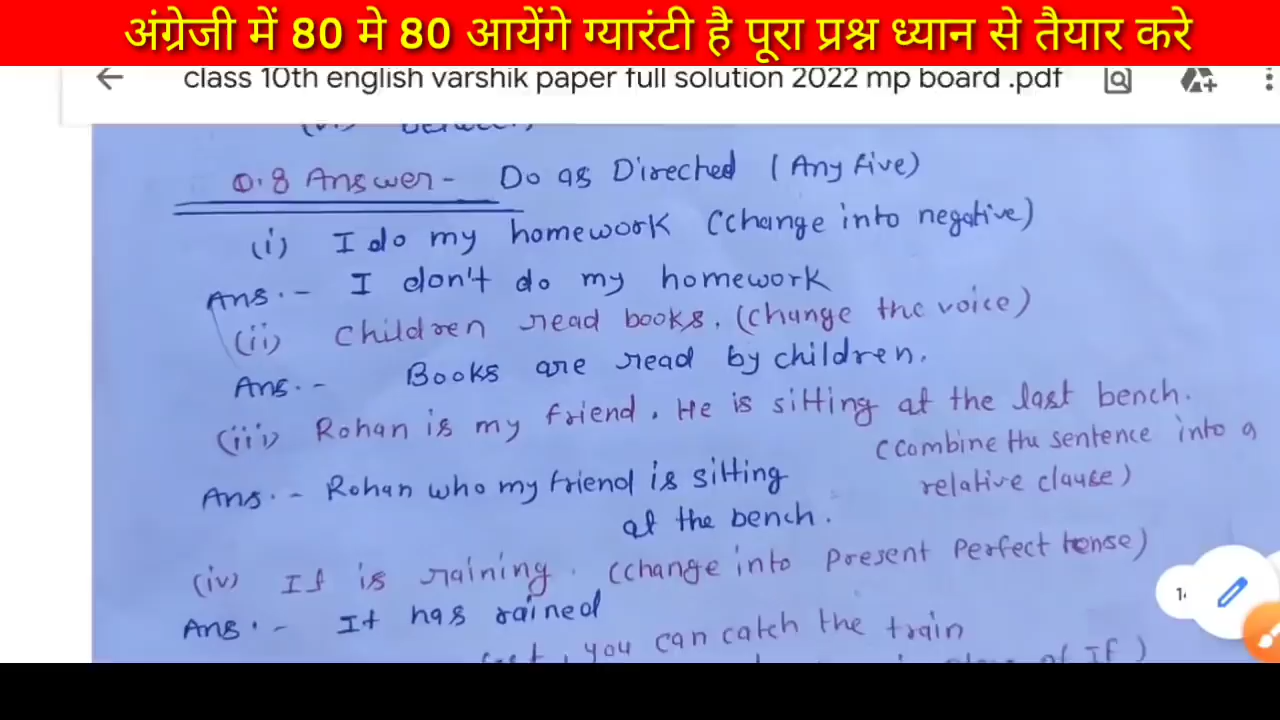 अंग्रेजी में 80 मे 80 आयेंगे ग्यारंटी है पूरा प्रश्न ध्यान से तैयार करे
class 10th english varshik paper full solution 2022 mp board .pdf
Q.8 Answer- Do as Directed (Any five)
(i) I do my homework (change into negative)
Ans.- I don't do my homework
(ii) Children read books. (change the voice)
Ans.- Books are read by children.
(iii) Rohan is my friend. He is sitting at the last bench.
(Combine the sentence into a
relative clause)
Ans.- Rohan who my friend is sitting
at the bench.
(iv) It is raining. (change into Present Perfect tense)
Ans.- It has rained
, you can catch the train
of If)